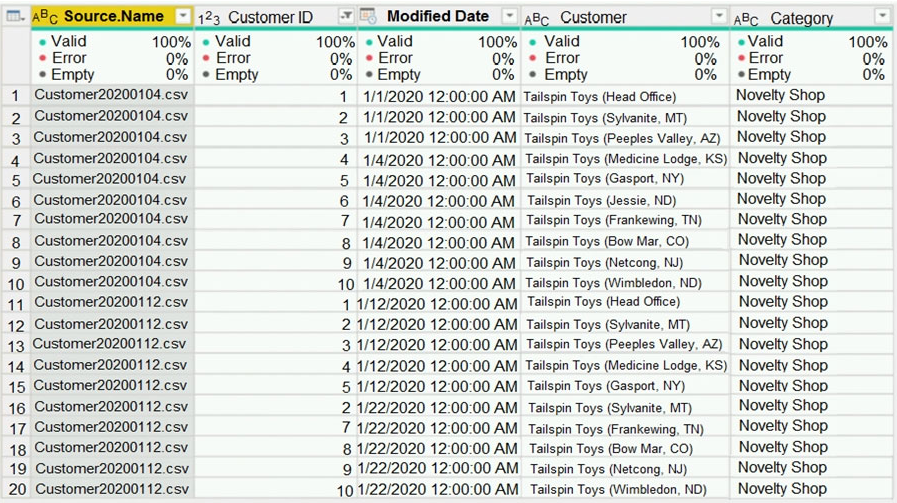 ABC Source.Name 123 Customer ID Modified Date ABC Customer ABC Category
Valid 100% Valid 100% Valid 100% Valid 100% Valid 100%
Error 0% Error 0% Error 0% Error 0% Error 0%
Empty 0% Empty 0% Empty 0% Empty 0% Empty 0%
1 Customer20200104.csv 1 1/1/2020 12:00:00 AM Tailspin Toys (Head Office) Novelty Shop
2 Customer20200104.csv 2 1/1/2020 12:00:00 AM Tailspin Toys (Sylvanite, MT) Novelty Shop
3 Customer20200104.csv 3 1/1/2020 12:00:00 AM Tailspin Toys (Peeples Valley, AZ) Novelty Shop
4 Customer20200104.csv 4 1/4/2020 12:00:00 AM Tailspin Toys (Medicine Lodge, KS) Novelty Shop
5 Customer20200104.csv 5 1/4/2020 12:00:00 AM Tailspin Toys (Gasport, NY) Novelty Shop
6 Customer20200104.csv 6 1/4/2020 12:00:00 AM Tailspin Toys (Jessie, ND) Novelty Shop
7 Customer20200104.csv 7 1/4/2020 12:00:00 AM Tailspin Toys (Frankewing, TN) Novelty Shop
8 Customer20200104.csv 8 1/4/2020 12:00:00 AM Tailspin Toys (Bow Mar, CO) Novelty Shop
9 Customer20200104.csv 9 1/4/2020 12:00:00 AM Tailspin Toys (Netcong, NJ) Novelty Shop
10 Customer20200104.csv 10 1/4/2020 12:00:00 AM Tailspin Toys (Wimbledon, ND) Novelty Shop
11 Customer20200112.csv 1 1/12/2020 12:00:00 AM Tailspin Toys (Head Office) Novelty Shop
12 Customer20200112.csv 2 1/12/2020 12:00:00 AM Tailspin Toys (Sylvanite, MT) Novelty Shop
13 Customer20200112.csv 3 1/12/2020 12:00:00 AM Tailspin Toys (Peeples Valley, AZ) Novelty Shop
14 Customer20200112.csv 4 1/12/2020 12:00:00 AM Tailspin Toys (Medicine Lodge, KS) Novelty Shop
15 Customer20200112.csv 5 1/12/2020 12:00:00 AM Tailspin Toys (Gasport, NY) Novelty Shop
16 Customer20200112.csv 2 1/22/2020 12:00:00 AM Tailspin Toys (Sylvanite, MT) Novelty Shop
17 Customer20200112.csv 7 1/22/2020 12:00:00 AM Tailspin Toys (Frankewing, TN) Novelty Shop
18 Customer20200112.csv 8 1/22/2020 12:00:00 AM Tailspin Toys (Bow Mar, CO) Novelty Shop
19 Customer20200112.csv 9 1/22/2020 12:00:00 AM Tailspin Toys (Netcong, NJ) Novelty Shop
20 Customer20200112.csv 10 1/22/2020 12:00:00 AM Tailspin Toys (Wimbledon, ND) Novelty Shop